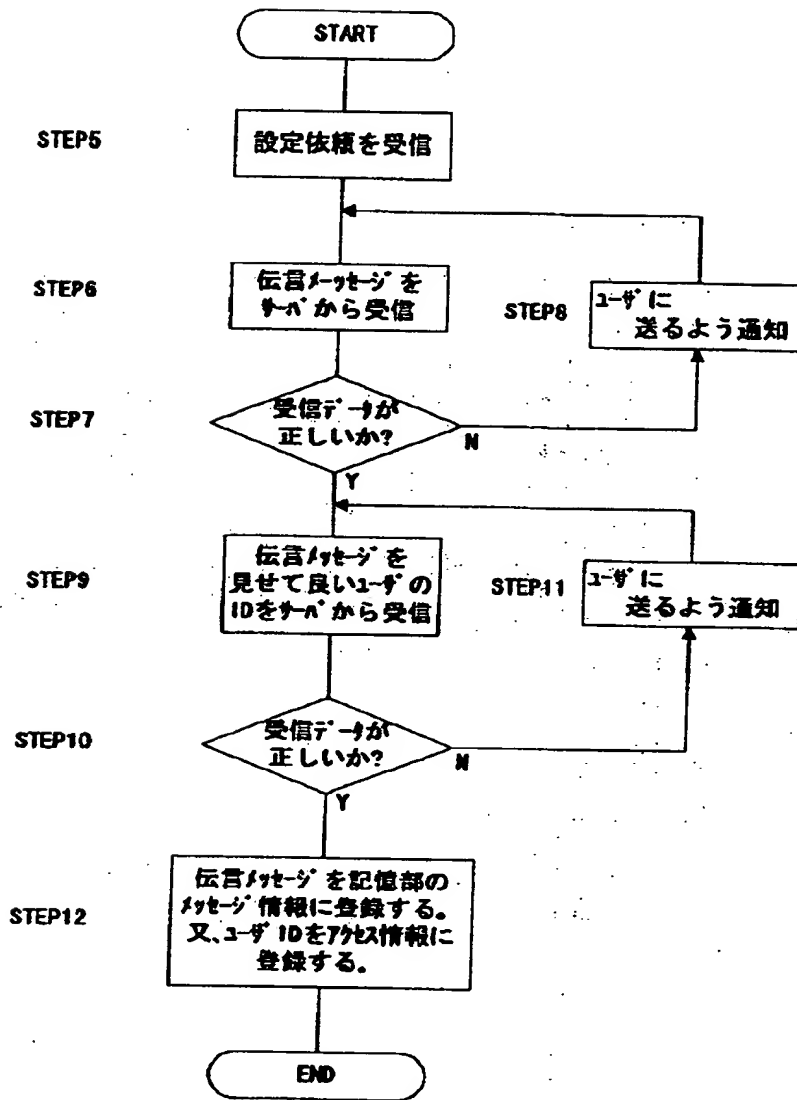 START
STEP5
設定依頼を受信
STEP6
伝言メーッセージを
サーバから受信
STEP8
ユーザに
送るよう通知
STEP7
受信データが
正しいか?
N
Y
STEP9
伝言メッセージを
見せて良いユーザの
IDをサーバから受信
STEP11
ユーザに
送るよう通知
STEP10
受信データが
正しいか?
N
Y
STEP12
伝言メッセージを記値部の
メッセージ情報に登録する。
又、ユーザIDをアクセス情報に
登録する。
END